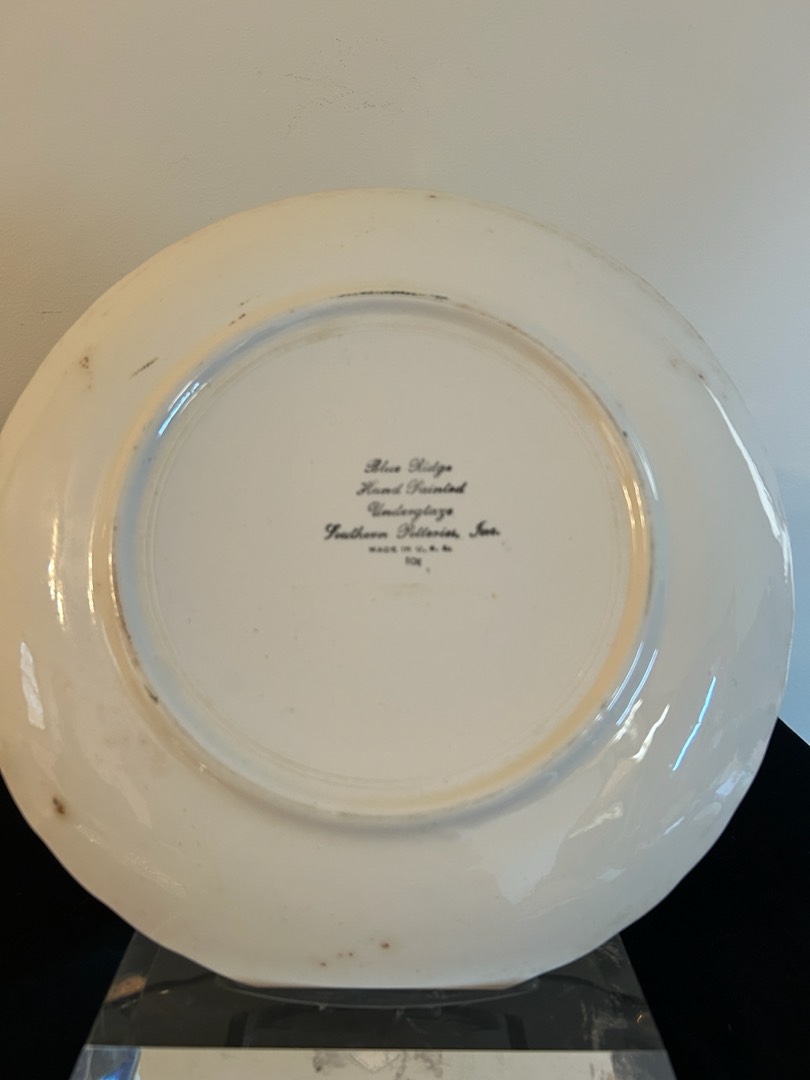 Blue Ridge
Hand Painted
Underglaze
Southern Potteries, Inc.
MADE IN U. S. A.